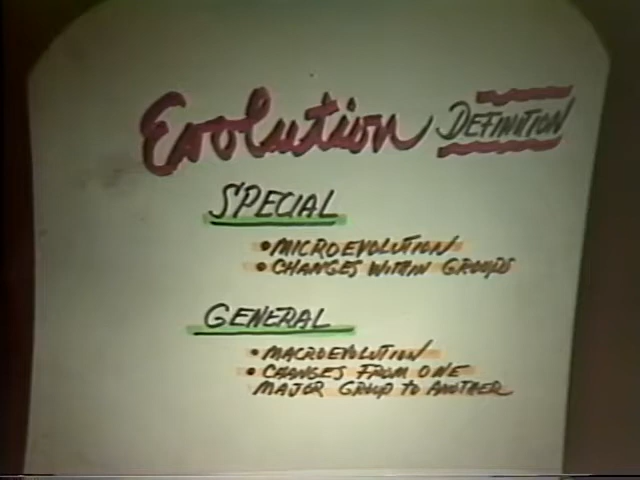 Evolution DEFINITION
SPECIAL
• MICROEVOLUTION
• CHANGES WITHIN GROUPS
GENERAL
• MACROEVOLUTION
• CHANGES FROM ONE
MAJOR GROUP to ANOTHER